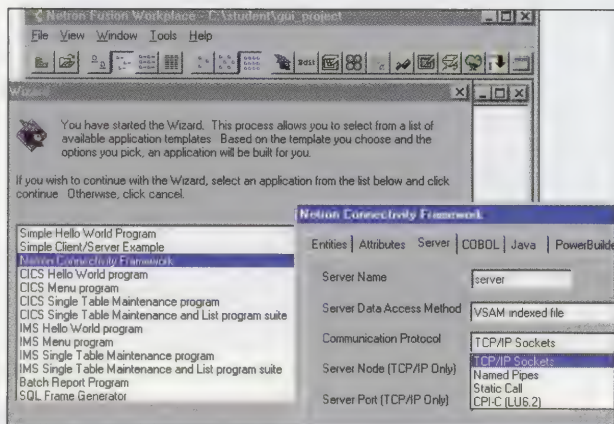 Netron Fusion Workplace - C:\student\gui_project
File View Window Tools Help
Edit
Wizard
You have started the Wizard. This process allows you to select from a list of
available application templates Based on the template you choose and the
options you pick, an application will be built for you.
If you wish to continue with the Wizard, select an application from the list below and click
continue Otherwise, click cancel.
Simple Hello World Program
Simple Client/Server Example
Netron Connectivity Framework
CICS Hello World program
CICS Menu program
CICS Single Table Maintenance program
CICS Single Table Maintenance and List program suite
IMS Hello World program
IMS Menu program
IMS Single Table Maintenance program
IMS Single Table Maintenance and List program suite
Batch Report Program
SQL Frame Generator
Netron Connectivity Framework
Entities Attributes Server COBOL Java PowerBuilde
Server Name server
Server Data Access Method VSAM indexed file
Communication Protocol TCP/IP Sockets
TCP/IP Sockets
Server Node (TCP/IP Only) Named Pipes
Static Call
Server Port (TCP/IP Only) CPI-C (LU6.2)